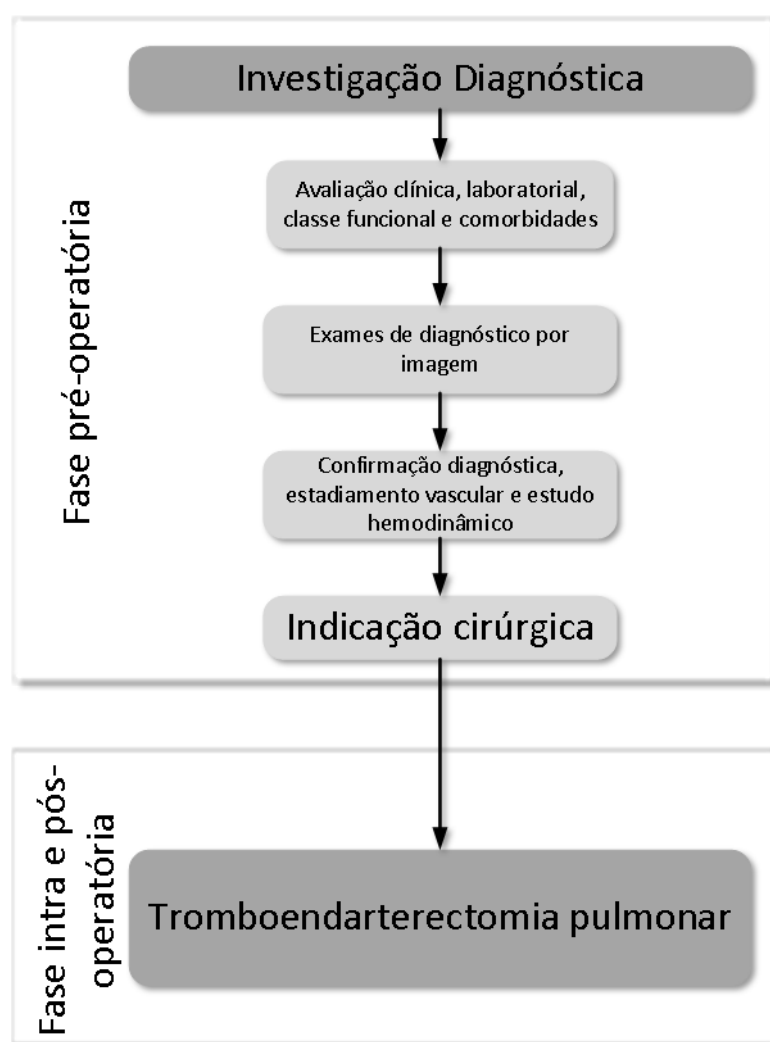 Investigação Diagnóstica
Avaliação clínica, laboratorial,
classe funcional e comorbidades
Exames de diagnóstico por
imagem
Confirmação diagnóstica,
estadiamento vascular e estudo
hemodinâmico
Indicação cirúrgica
Fase pré-operatória
Tromboendarterectomia pulmonar
Fase intra e pós-
operatória